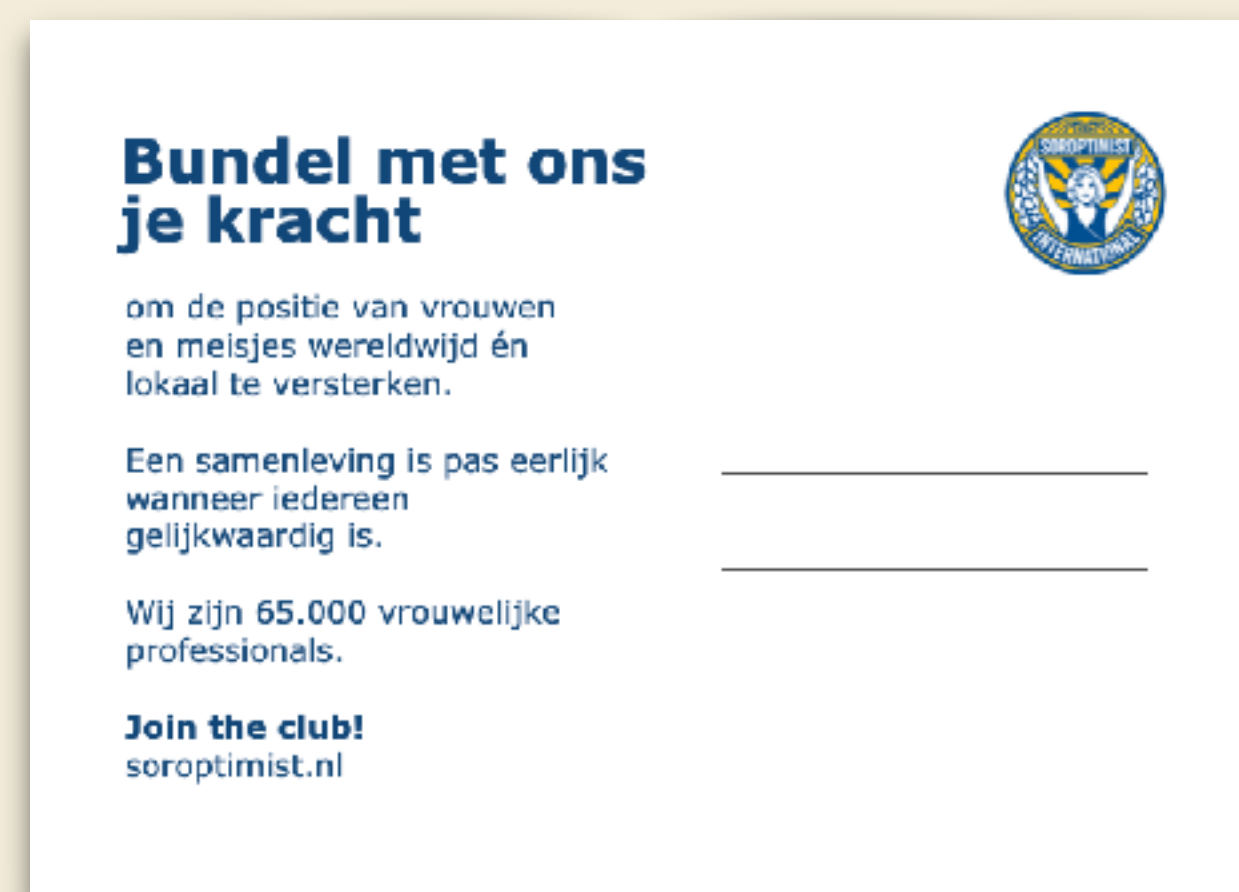 Bundel met ons
je kracht
SOROPTIMIST
INTERNATIONAL
om de positie van vrouwen
en meisjes wereldwijd én
lokaal te versterken.
Een samenleving is pas eerlijk
wanneer iedereen
gelijkwaardig is.
Wij zijn 65.000 vrouwelijke
professionals.
Join the club!
soroptimist.nl